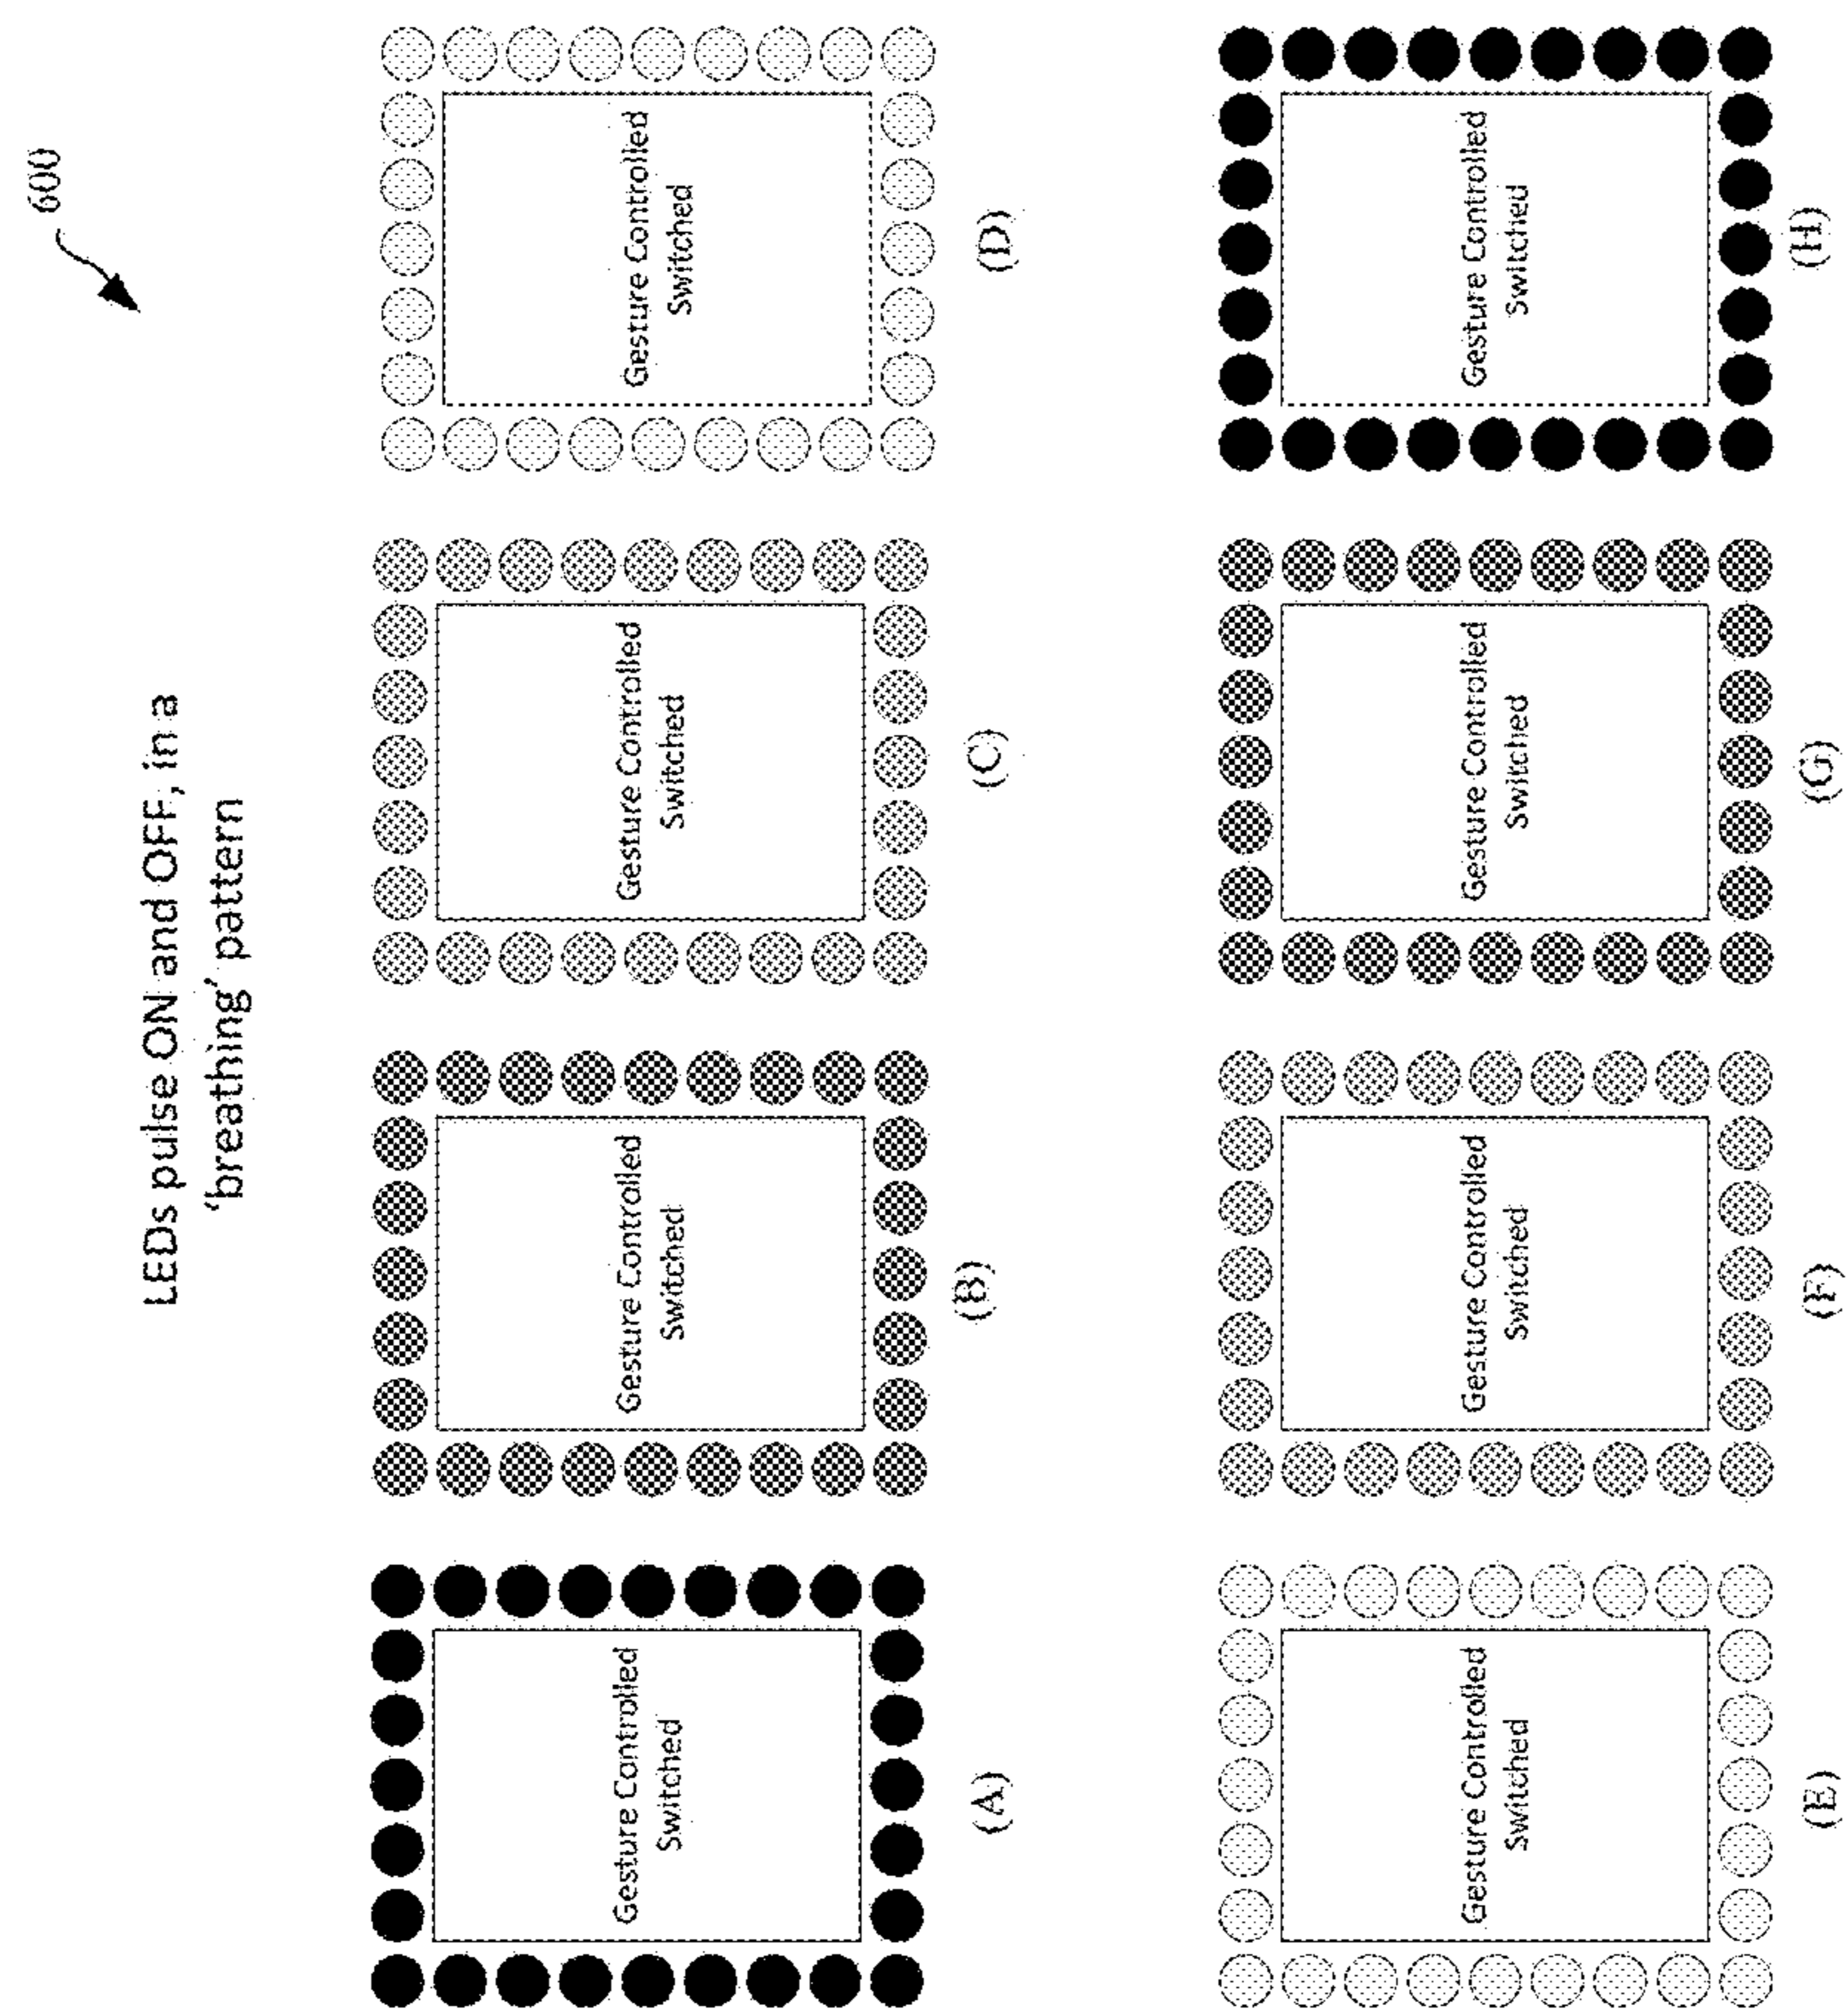 600
LEDs pulse ON and OFF, in a
‘breathing’ pattern
Gesture Controlled
Switched
(A)
Gesture Controlled
Switched
(B)
Gesture Controlled
Switched
(C)
Gesture Controlled
Switched
(D)
Gesture Controlled
Switched
(E)
Gesture Controlled
Switched
(F)
Gesture Controlled
Switched
(G)
Gesture Controlled
Switched
(H)